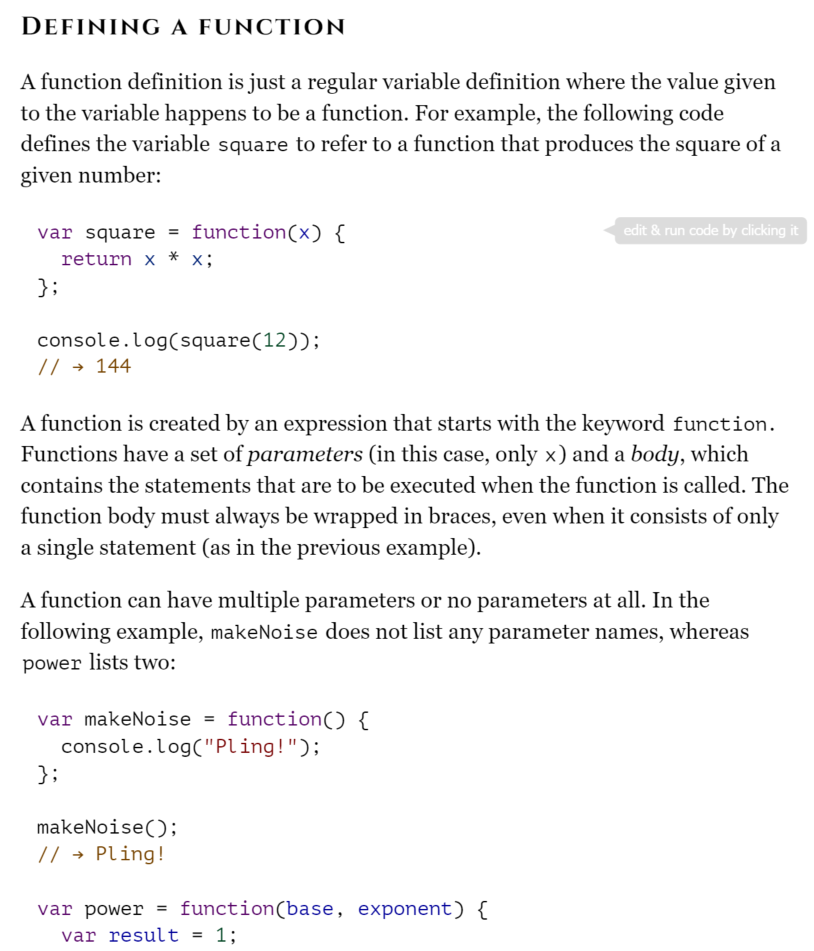 DEFINING A FUNCTION
A function definition is just a regular variable definition where the value given
to the variable happens to be a function. For example, the following code
defines the variable square to refer to a function that produces the square of a
given number:
var square = function(x) {
edit & run code by clicking it
  return x * x;
};
console.log(square(12));
// → 144
A function is created by an expression that starts with the keyword function.
Functions have a set of parameters (in this case, only x) and a body, which
contains the statements that are to be executed when the function is called. The
function body must always be wrapped in braces, even when it consists of only
a single statement (as in the previous example).
A function can have multiple parameters or no parameters at all. In the
following example, makeNoise does not list any parameter names, whereas
power lists two:
var makeNoise = function() {
  console.log("Pling!");
};
makeNoise();
// → Pling!
var power = function(base, exponent) {
  var result = 1;